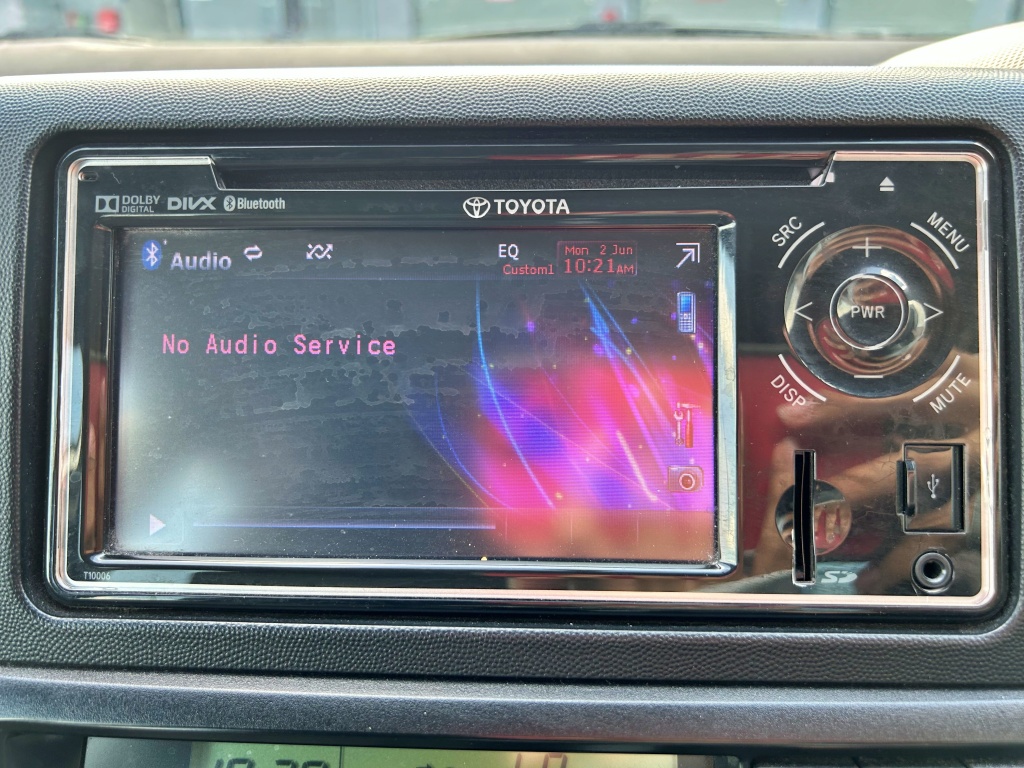 DOLBY DIGITAL DIVX Bluetooth
TOYOTA
SRC
MENU
Audio
EQ
Custom1
Mon 2 Jun
10:21AM
PWR
No Audio Service
DISP
MUTE
T10006
SD